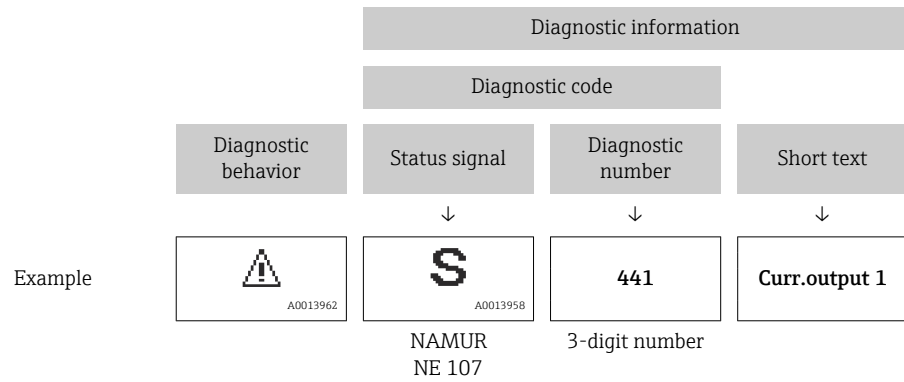 Diagnostic information
Diagnostic code
Diagnostic
behavior
Status signal
Diagnostic
number
Short text
↓ ↓ ↓
Example
A0013962
S
A0013958
441
Curr.output 1
NAMUR
NE 107
3-digit number